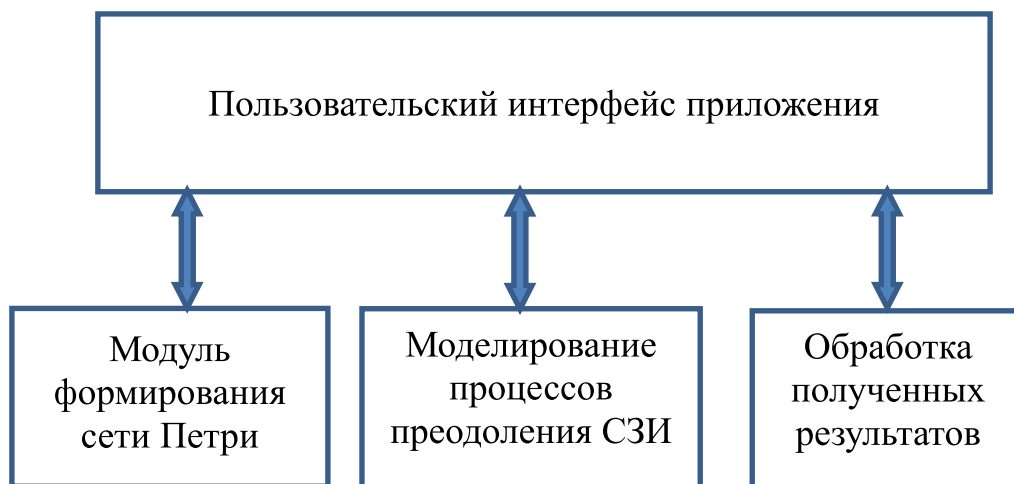 Пользовательский интерфейс приложения
Модуль
формирования
сети Петри
Моделирование
процессов
преодоления СЗИ
Обработка
полученных
результатов